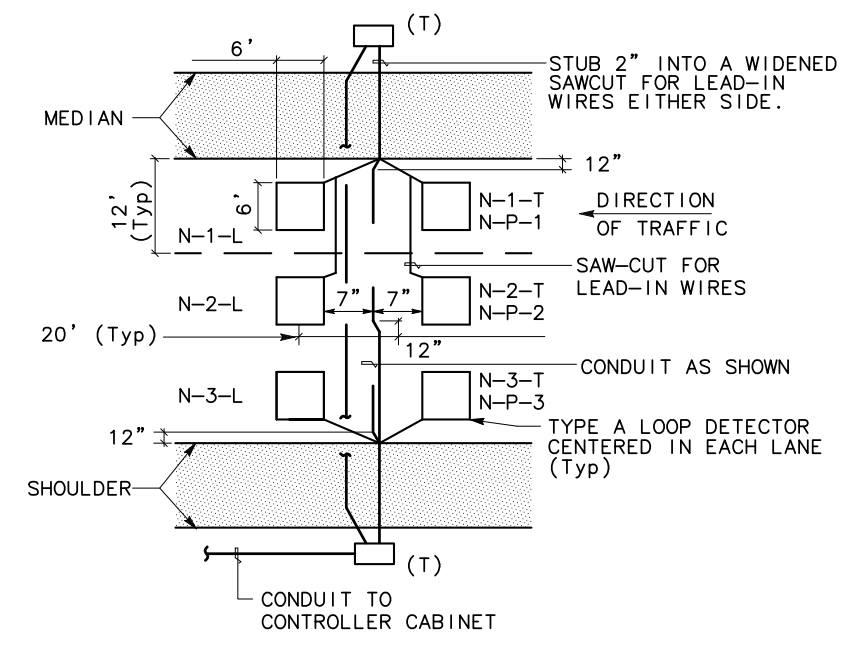 (T)
6'
STUB 2" INTO A WIDENED
SAWCUT FOR LEAD-IN
WIRES EITHER SIDE.
MEDIAN
12"
12'
(Typ)
6'
N-1-T
N-P-1
DIRECTION
OF TRAFFIC
N-1-L
SAW-CUT FOR
LEAD-IN WIRES
N-2-L
7"
7"
N-2-T
N-P-2
20' (Typ)
12"
CONDUIT AS SHOWN
N-3-L
N-3-T
N-P-3
12"
TYPE A LOOP DETECTOR
CENTERED IN EACH LANE
(Typ)
SHOULDER
(T)
CONDUIT TO
CONTROLLER CABINET